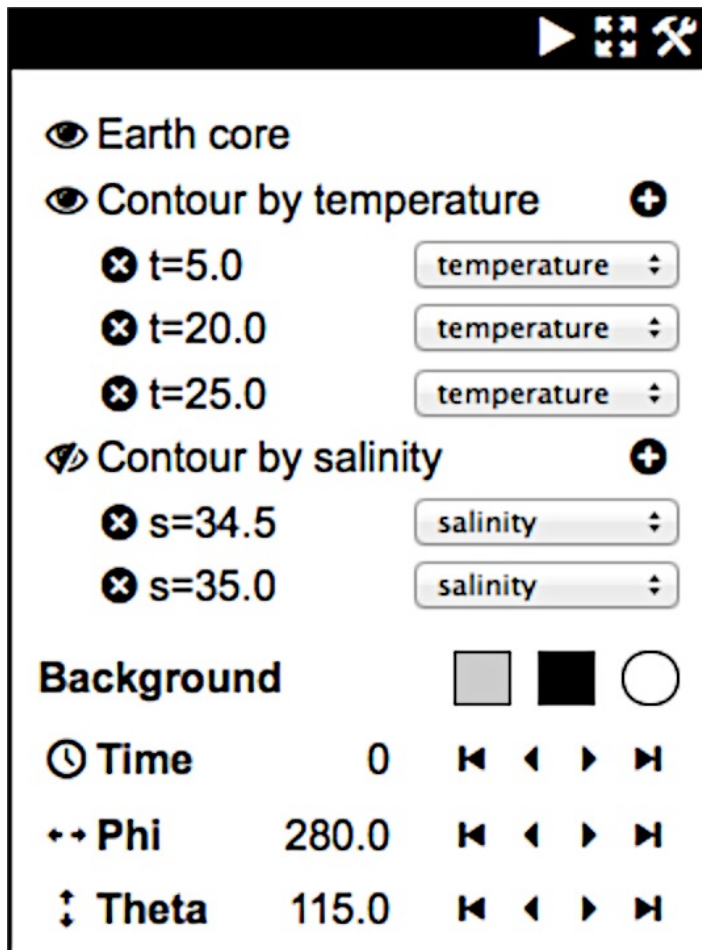 Earth core
Contour by temperature
t=5.0 temperature
t=20.0 temperature
t=25.0 temperature
Contour by salinity
s=34.5 salinity
s=35.0 salinity
Background
Time 0
Phi 280.0
Theta 115.0